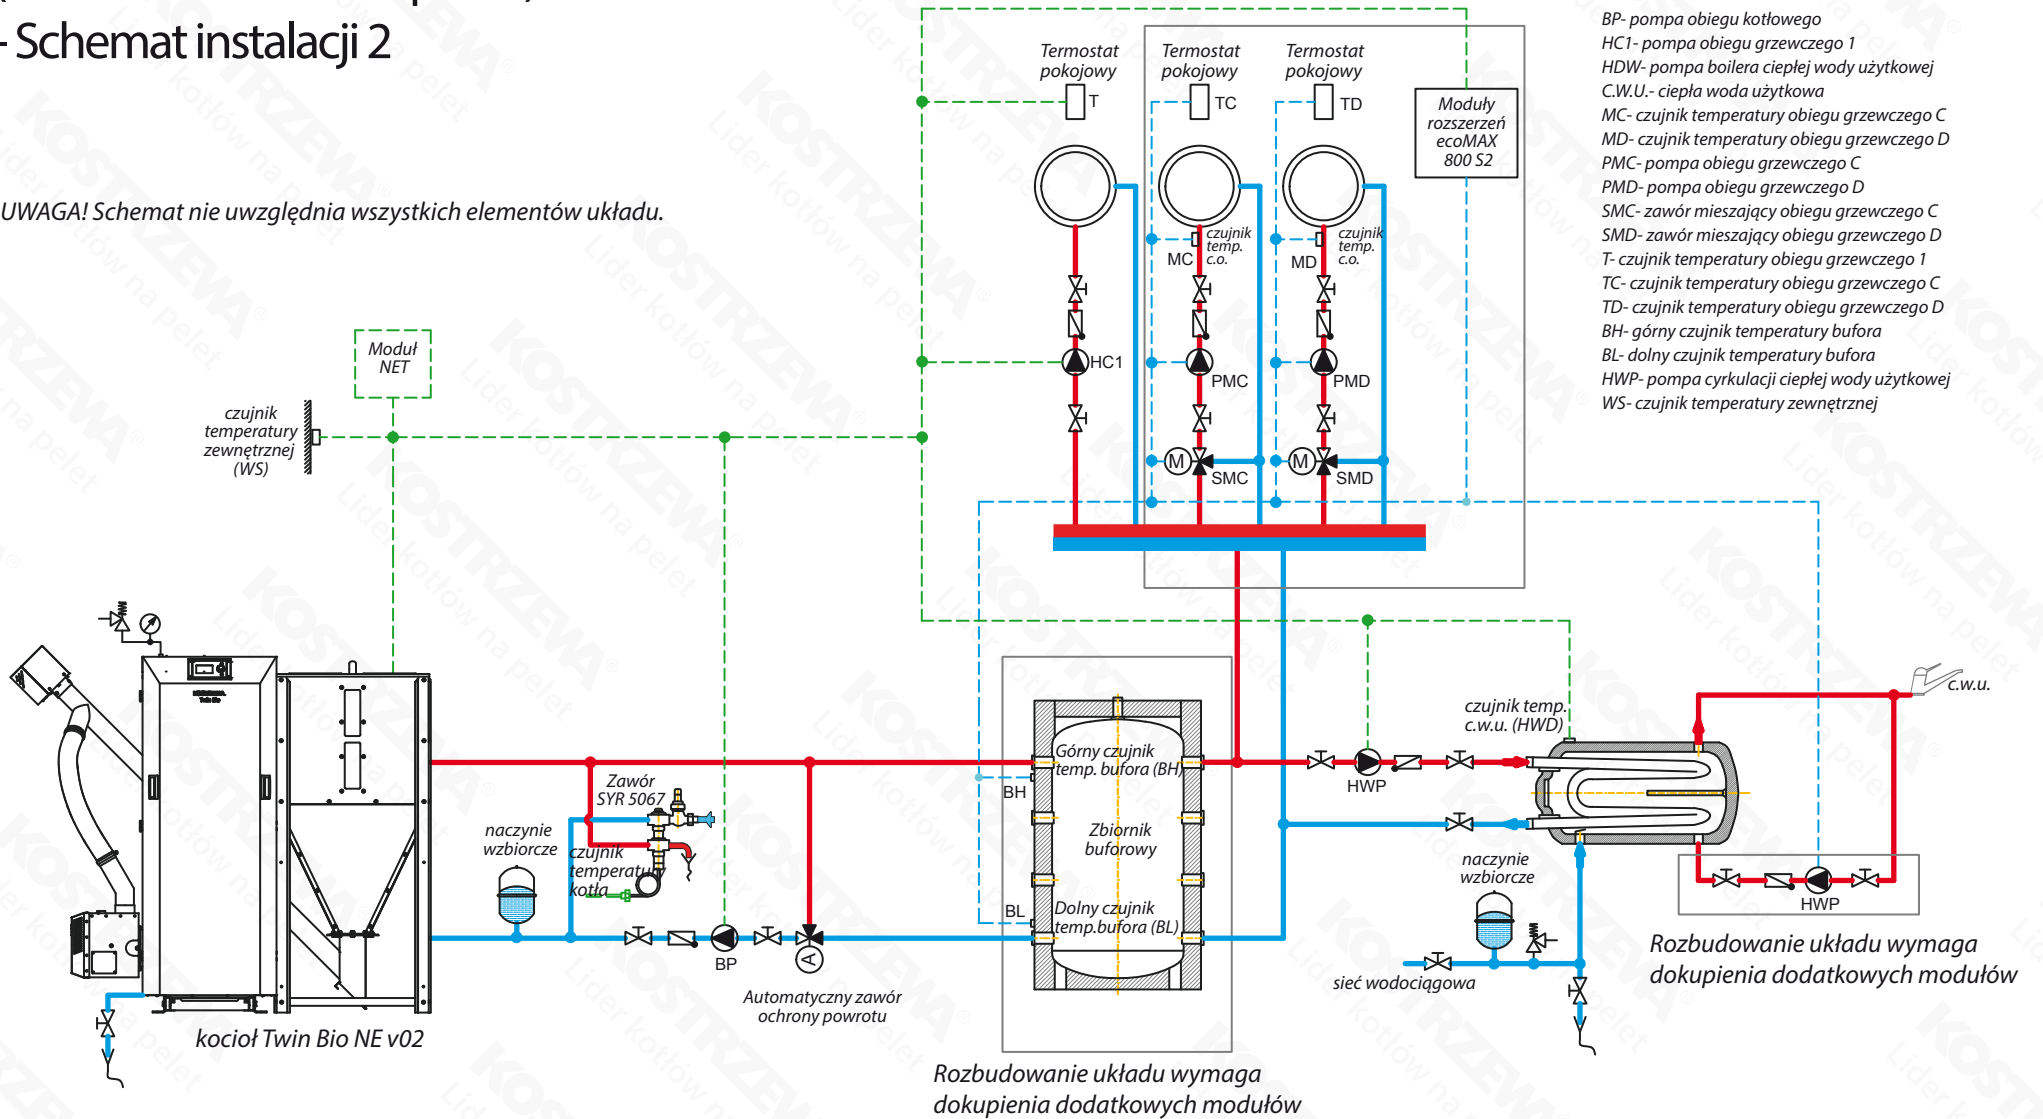 - Schemat instalacji 2
UWAGA! Schemat nie uwzględnia wszystkich elementów układu.
BP- pompa obiegu kotłowego
HC1- pompa obiegu grzewczego 1
HDW- pompa boilera ciepłej wody użytkowej
C.W.U.- ciepła woda użytkowa
MC- czujnik temperatury obiegu grzewczego C
MD- czujnik temperatury obiegu grzewczego D
PMC- pompa obiegu grzewczego C
PMD- pompa obiegu grzewczego D
SMC- zawór mieszający obiegu grzewczego C
SMD- zawór mieszający obiegu grzewczego D
T- czujnik temperatury obiegu grzewczego 1
TC- czujnik temperatury obiegu grzewczego C
TD- czujnik temperatury obiegu grzewczego D
BH- górny czujnik temperatury bufora
BL- dolny czujnik temperatury bufora
HWP- pompa cyrkulacji ciepłej wody użytkowej
WS- czujnik temperatury zewnętrznej
Termostat
pokojowy
T
Termostat
pokojowy
TC
Termostat
pokojowy
TD
Moduły
rozszerzeń
ecoMAX
800 S2
czujnik
temp.
c.o.
MC
czujnik
temp.
c.o.
MD
HC1
PMC
PMD
M
SMC
M
SMD
Moduł
NET
czujnik
temperatury
zewnętrznej
(WS)
kocioł Twin Bio NE v02
Zawór
SYR 5067
naczynie
wzbiorcze
czujnik
temperatury
kotła
BP
A
Automatyczny zawór
ochrony powrotu
Górny czujnik
temp. bufora (BH)
BH
Zbiornik
buforowy
BL
Dolny czujnik
temp.bufora (BL)
Rozbudowanie układu wymaga
dokupienia dodatkowych modułów
HWP
czujnik temp.
c.w.u. (HWD)
c.w.u.
naczynie
wzbiorcze
sieć wodociągowa
HWP
Rozbudowanie układu wymaga
dokupienia dodatkowych modułów
KOSTRZEWA®
Lider kotłów na pelet